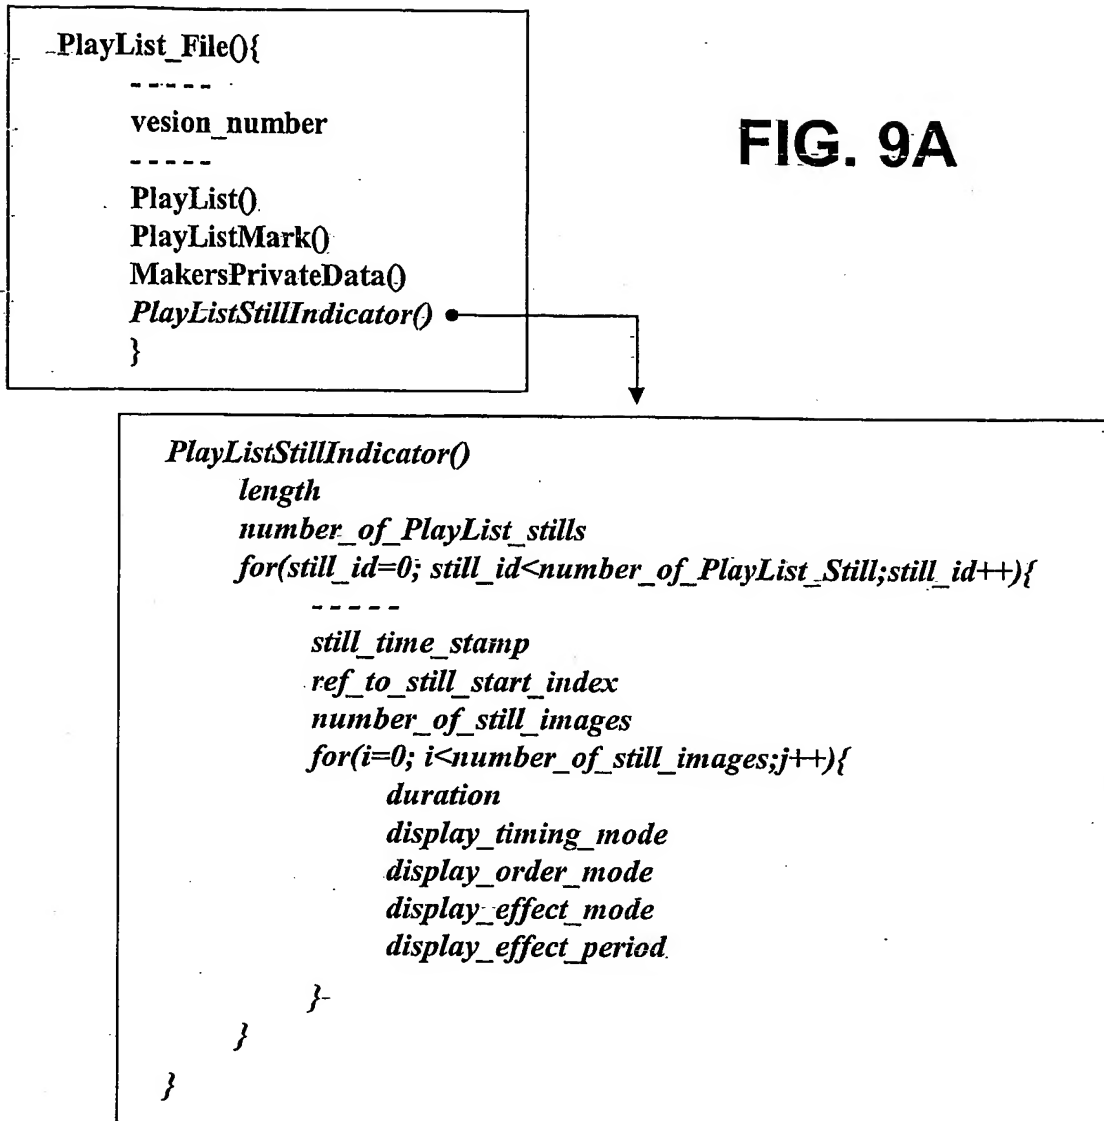 PlayList_File(){
- - - - -
vesion_number
- - - - -
FIG. 9A
PlayList()
PlayListMark()
MakersPrivateData()
PlayListStillIndicator()
}
PlayListStillIndicator()
length
number_of_PlayList_stills
for(still_id=0; still_id<number_of_PlayList_Still;still_id++){
- - - - -
still_time_stamp
ref_to_still_start_index
number_of_still_images
for(i=0; i<number_of_still_images;j++){
duration
display_timing_mode
display_order_mode
display_effect_mode
display_effect_period
}
}
}